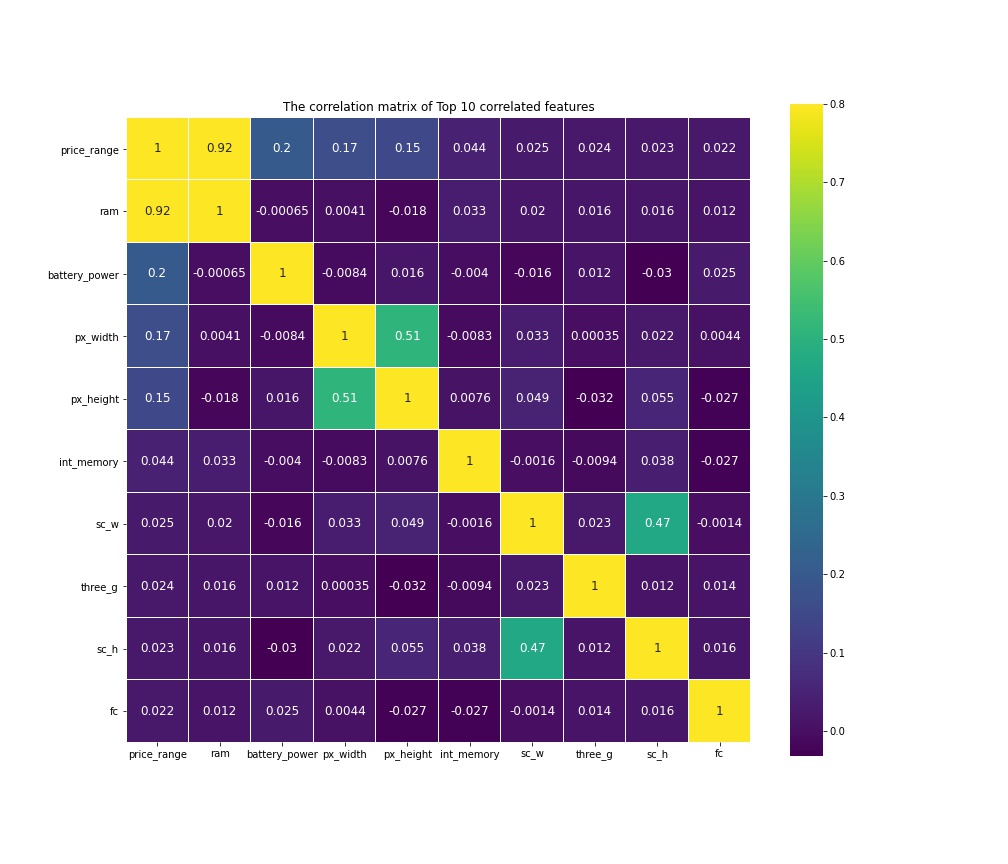 The correlation matrix of Top 10 correlated features
price_range 1 0.92 0.2 0.17 0.15 0.044 0.025 0.024 0.023 0.022
ram 0.92 1 -0.00065 0.0041 -0.018 0.033 0.02 0.016 0.016 0.012
battery_power 0.2 -0.00065 1 -0.0084 0.016 -0.004 -0.016 0.012 -0.03 0.025
px_width 0.17 0.0041 -0.0084 1 0.51 -0.0083 0.033 0.00035 0.022 0.0044
px_height 0.15 -0.018 0.016 0.51 1 0.0076 0.049 -0.032 0.055 -0.027
int_memory 0.044 0.033 -0.004 -0.0083 0.0076 1 -0.0016 -0.0094 0.038 -0.027
sc_w 0.025 0.02 -0.016 0.033 0.049 -0.0016 1 0.023 0.47 -0.0014
three_g 0.024 0.016 0.012 0.00035 -0.032 -0.0094 0.023 1 0.012 0.014
sc_h 0.023 0.016 -0.03 0.022 0.055 0.038 0.47 0.012 1 0.016
fc 0.022 0.012 0.025 0.0044 -0.027 -0.027 -0.0014 0.014 0.016 1
price_range ram battery_power px_width px_height int_memory sc_w three_g sc_h fc
0.8
0.7
0.6
0.5
0.4
0.3
0.2
0.1
0.0